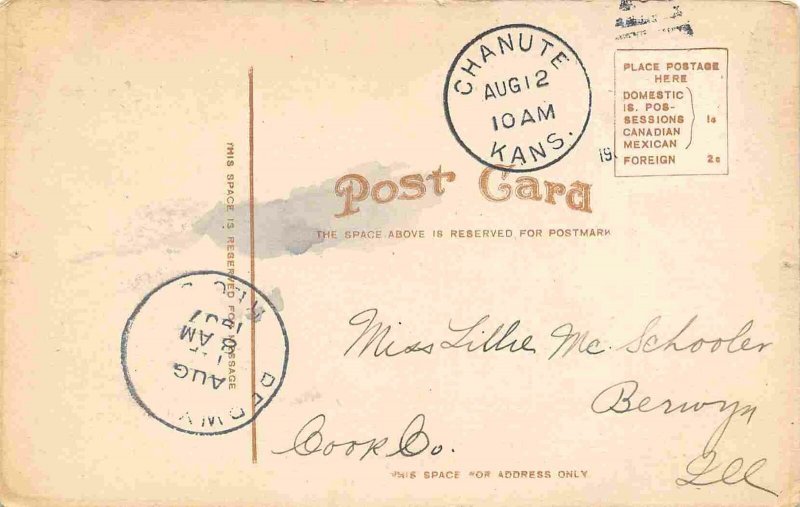 CHANUTE
AUG 12
10 AM
KANS.
19
PLACE POSTAGE
HERE
DOMESTIC
IS. POS-
SESSIONS
CANADIAN
MEXICAN
1c
FOREIGN 2c
Post Card
THE SPACE ABOVE IS RESERVED FOR POSTMARK
THIS SPACE IS RESERVED FOR MESSAGE
AUG
AM
1907
Miss Lillie Mc Schooler
Berwyn
Cook Co.
Ill
THIS SPACE FOR ADDRESS ONLY